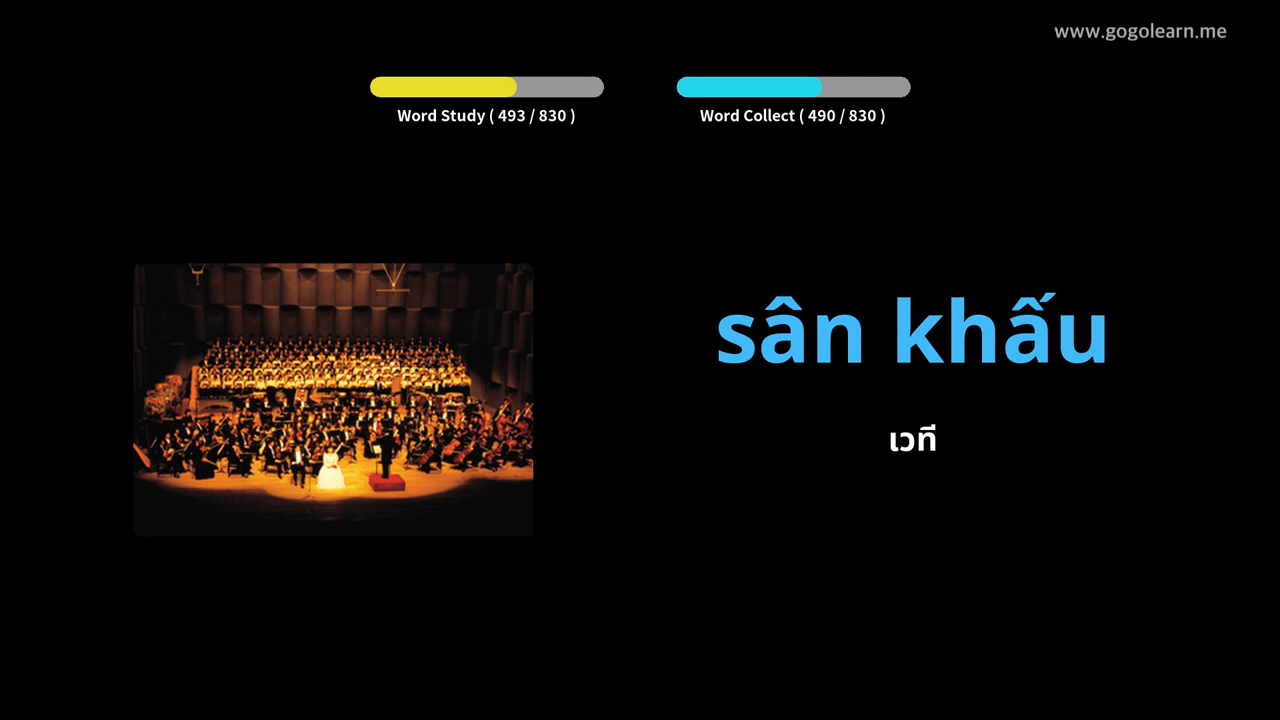 www.gogolearn.me
Word Study ( 493 / 830 )
Word Collect ( 490 / 830 )
sân khấu
เวที